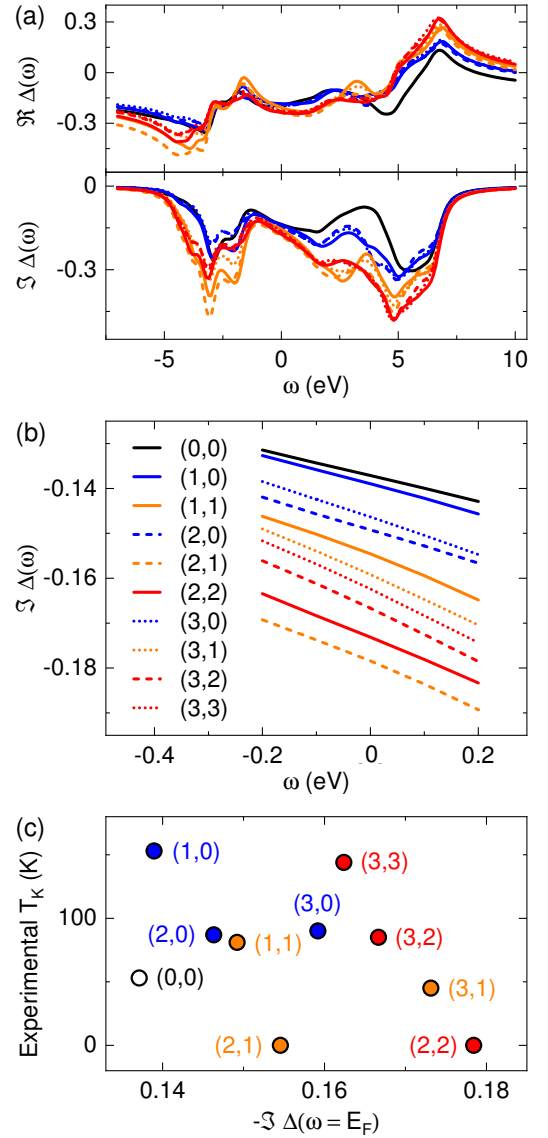 (a)
0.3
0
-0.3
ℜ Δ(ω)
0
-0.3
ℑ Δ(ω)
-5 0 5 10
ω (eV)
(b)
-0.14
-0.16
-0.18
ℑ Δ(ω)
(0,0)
(1,0)
(1,1)
(2,0)
(2,1)
(2,2)
(3,0)
(3,1)
(3,2)
(3,3)
-0.4 -0.2 0 0.2
ω (eV)
(c)
Experimental T_K (K)
100
0
(1,0)
(3,3)
(3,0)
(2,0)
(1,1)
(3,2)
(0,0)
(3,1)
(2,1)
(2,2)
0.14 0.16 0.18
-ℑ Δ(ω = E_F)